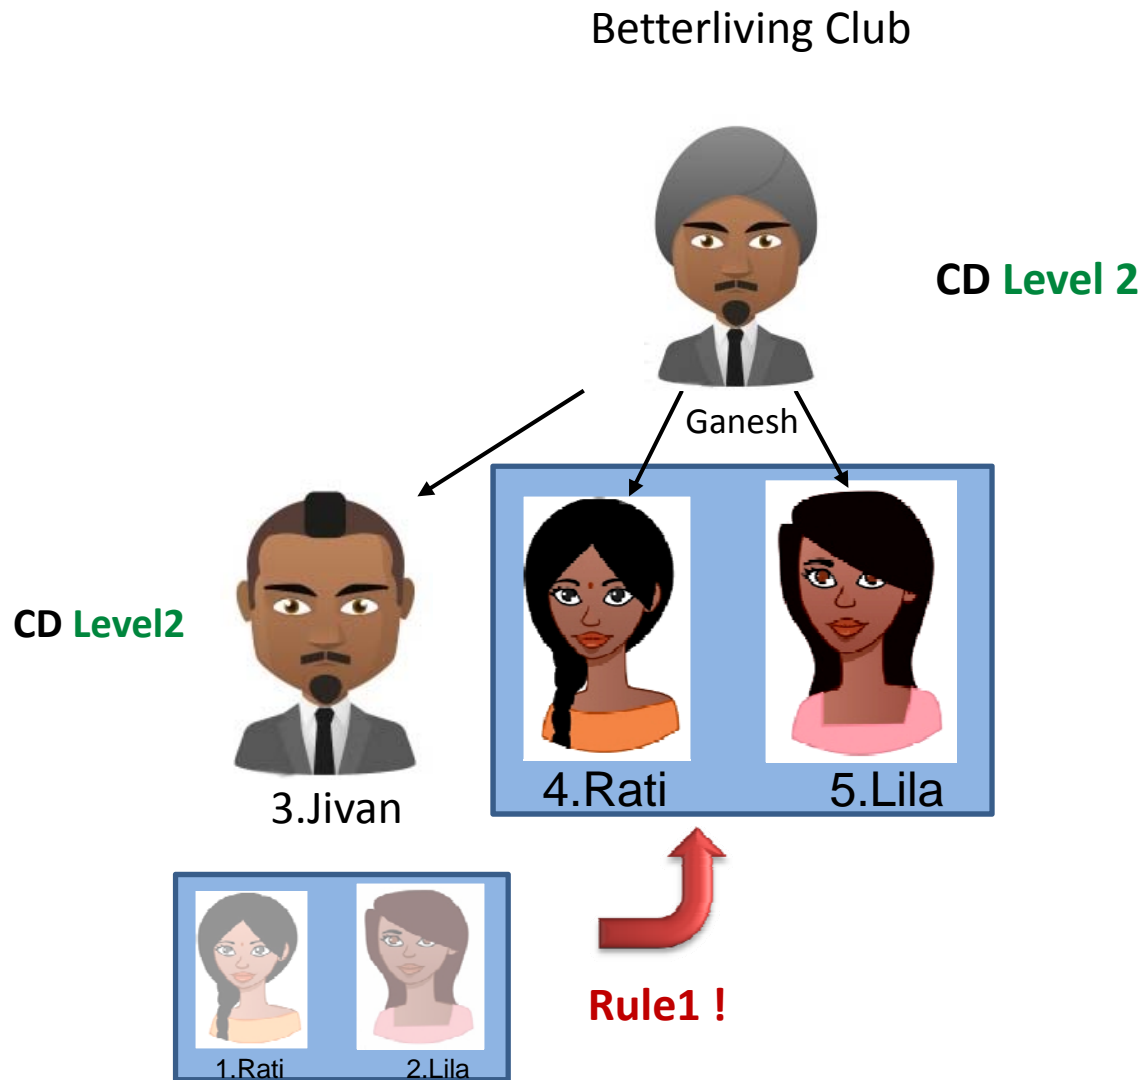 Betterliving Club
CD Level 2
Ganesh
CD Level2
3.Jivan
4.Rati
5.Lila
Rule1 !
1.Rati
2.Lila